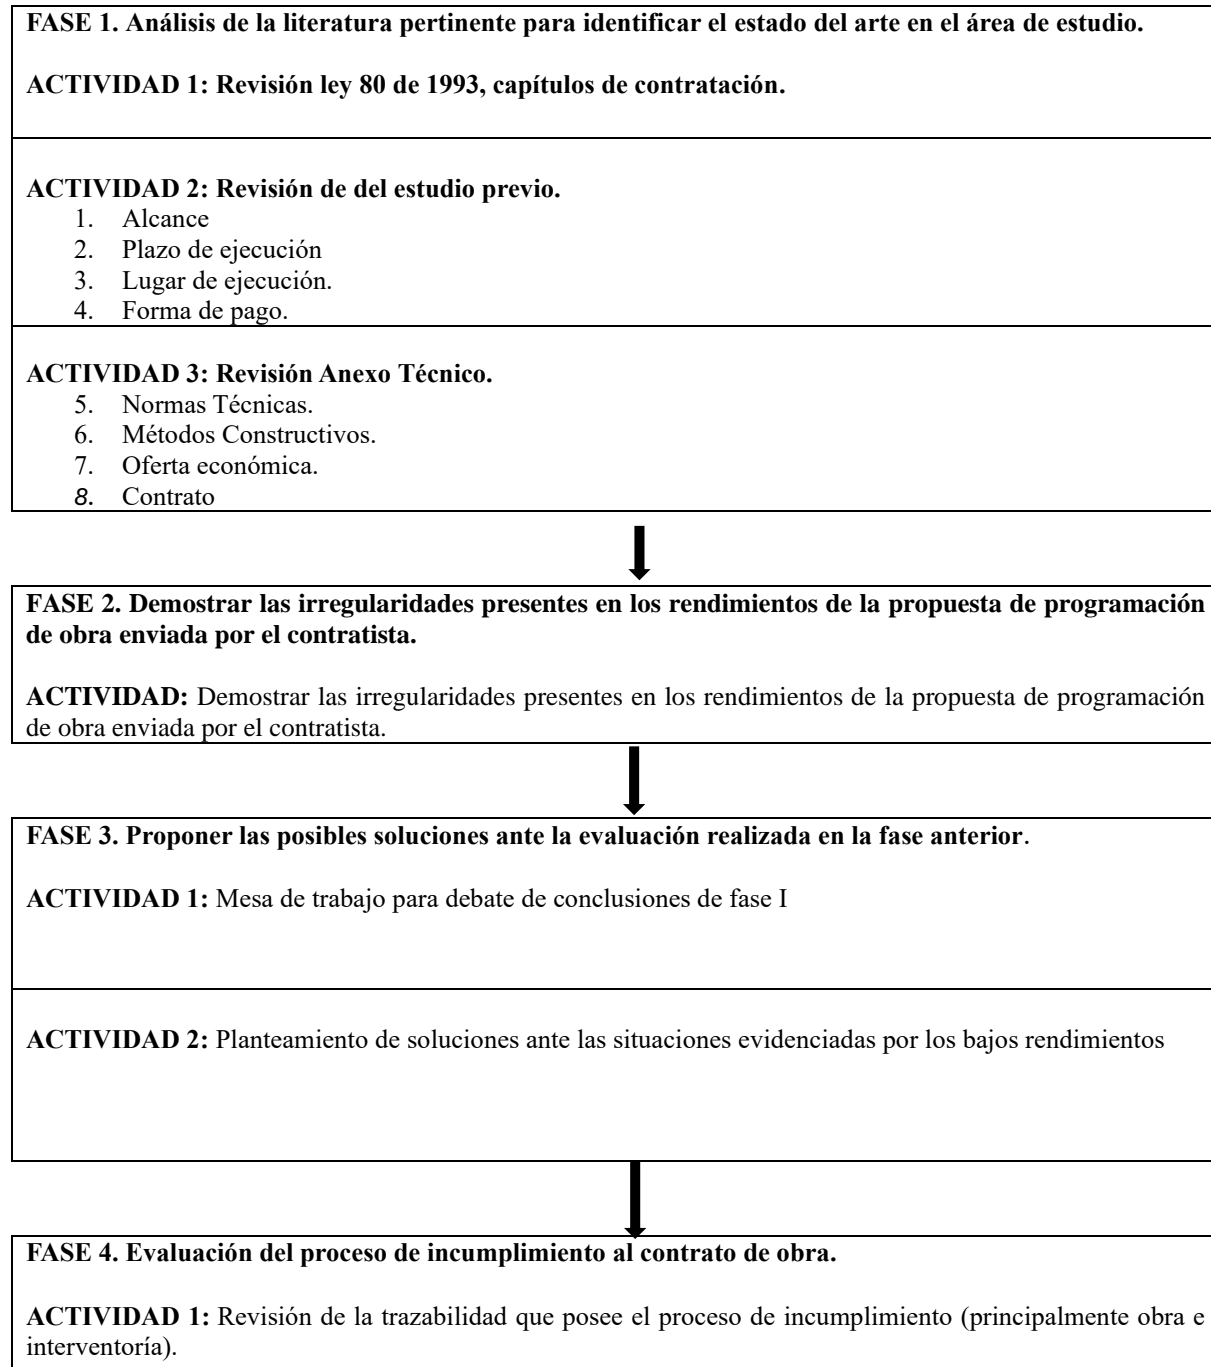 FASE 1. Análisis de la literatura pertinente para identificar el estado del arte en el área de estudio.
ACTIVIDAD 1: Revisión ley 80 de 1993, capítulos de contratación.
ACTIVIDAD 2: Revisión de del estudio previo.
1. Alcance
2. Plazo de ejecución
3. Lugar de ejecución.
4. Forma de pago.
ACTIVIDAD 3: Revisión Anexo Técnico.
5. Normas Técnicas.
6. Métodos Constructivos.
7. Oferta económica.
8. Contrato
FASE 2. Demostrar las irregularidades presentes en los rendimientos de la propuesta de programación
de obra enviada por el contratista.
ACTIVIDAD: Demostrar las irregularidades presentes en los rendimientos de la propuesta de programación
de obra enviada por el contratista.
FASE 3. Proponer las posibles soluciones ante la evaluación realizada en la fase anterior.
ACTIVIDAD 1: Mesa de trabajo para debate de conclusiones de fase I
ACTIVIDAD 2: Planteamiento de soluciones ante las situaciones evidenciadas por los bajos rendimientos
FASE 4. Evaluación del proceso de incumplimiento al contrato de obra.
ACTIVIDAD 1: Revisión de la trazabilidad que posee el proceso de incumplimiento (principalmente obra e
interventoría).